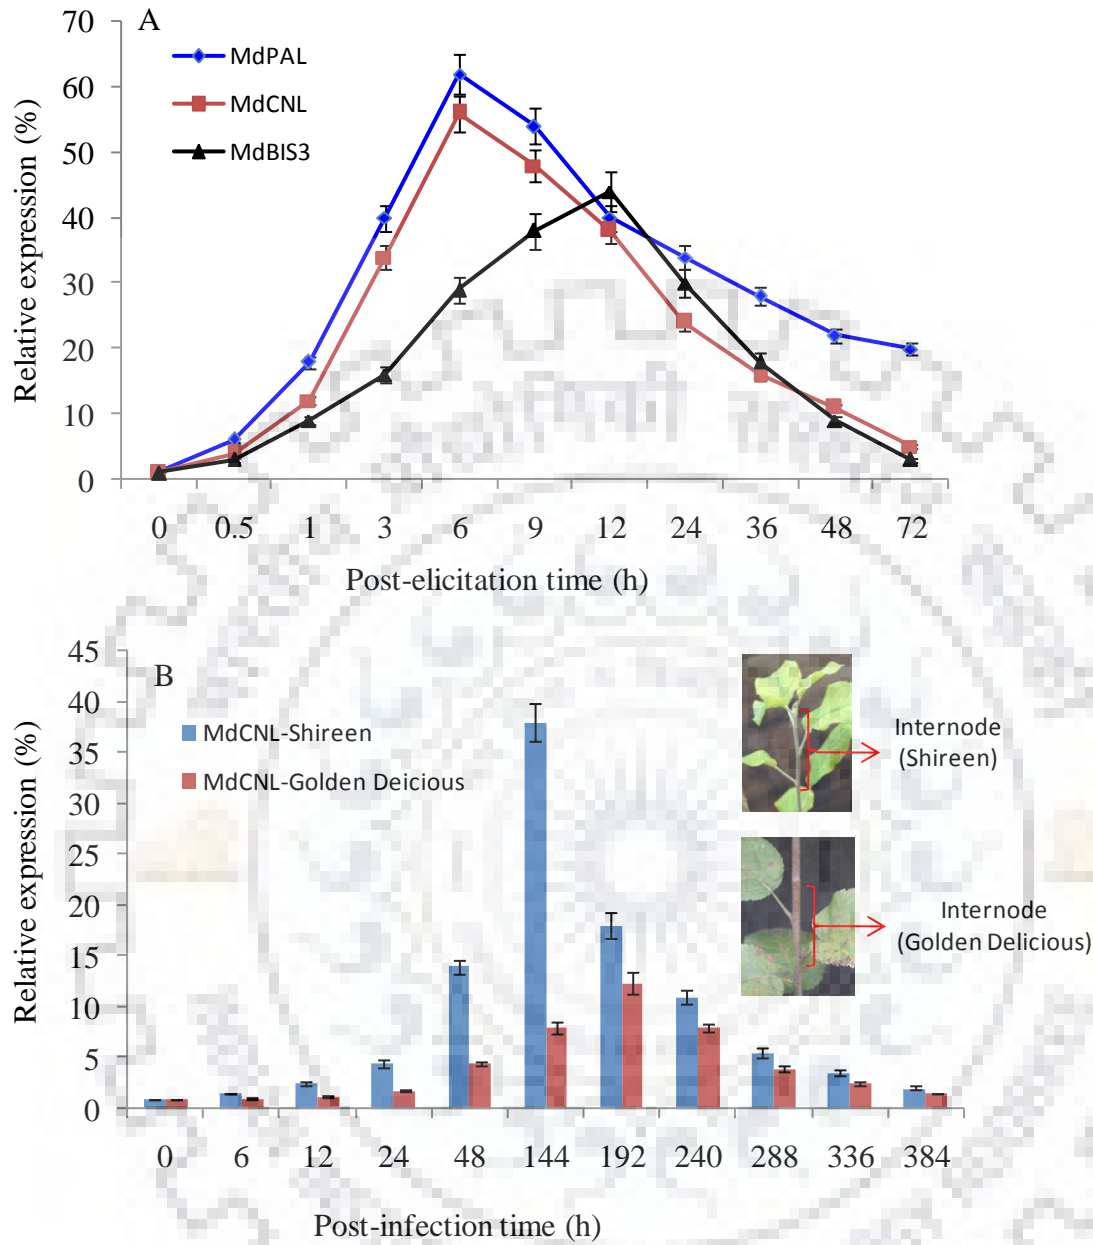 A
70
60
50
40
30
20
10
0
Relative expression (%)
MdPAL
MdCNL
MdBIS3
0 0.5 1 3 6 9 12 24 36 48 72
Post-elicitation time (h)
B
45
40
35
30
25
20
15
10
5
0
Relative expression (%)
MdCNL-Shireen
MdCNL-Golden Deicious
Internode
(Shireen)
Internode
(Golden Delicious)
0 6 12 24 48 144 192 240 288 336 384
Post-infection time (h)